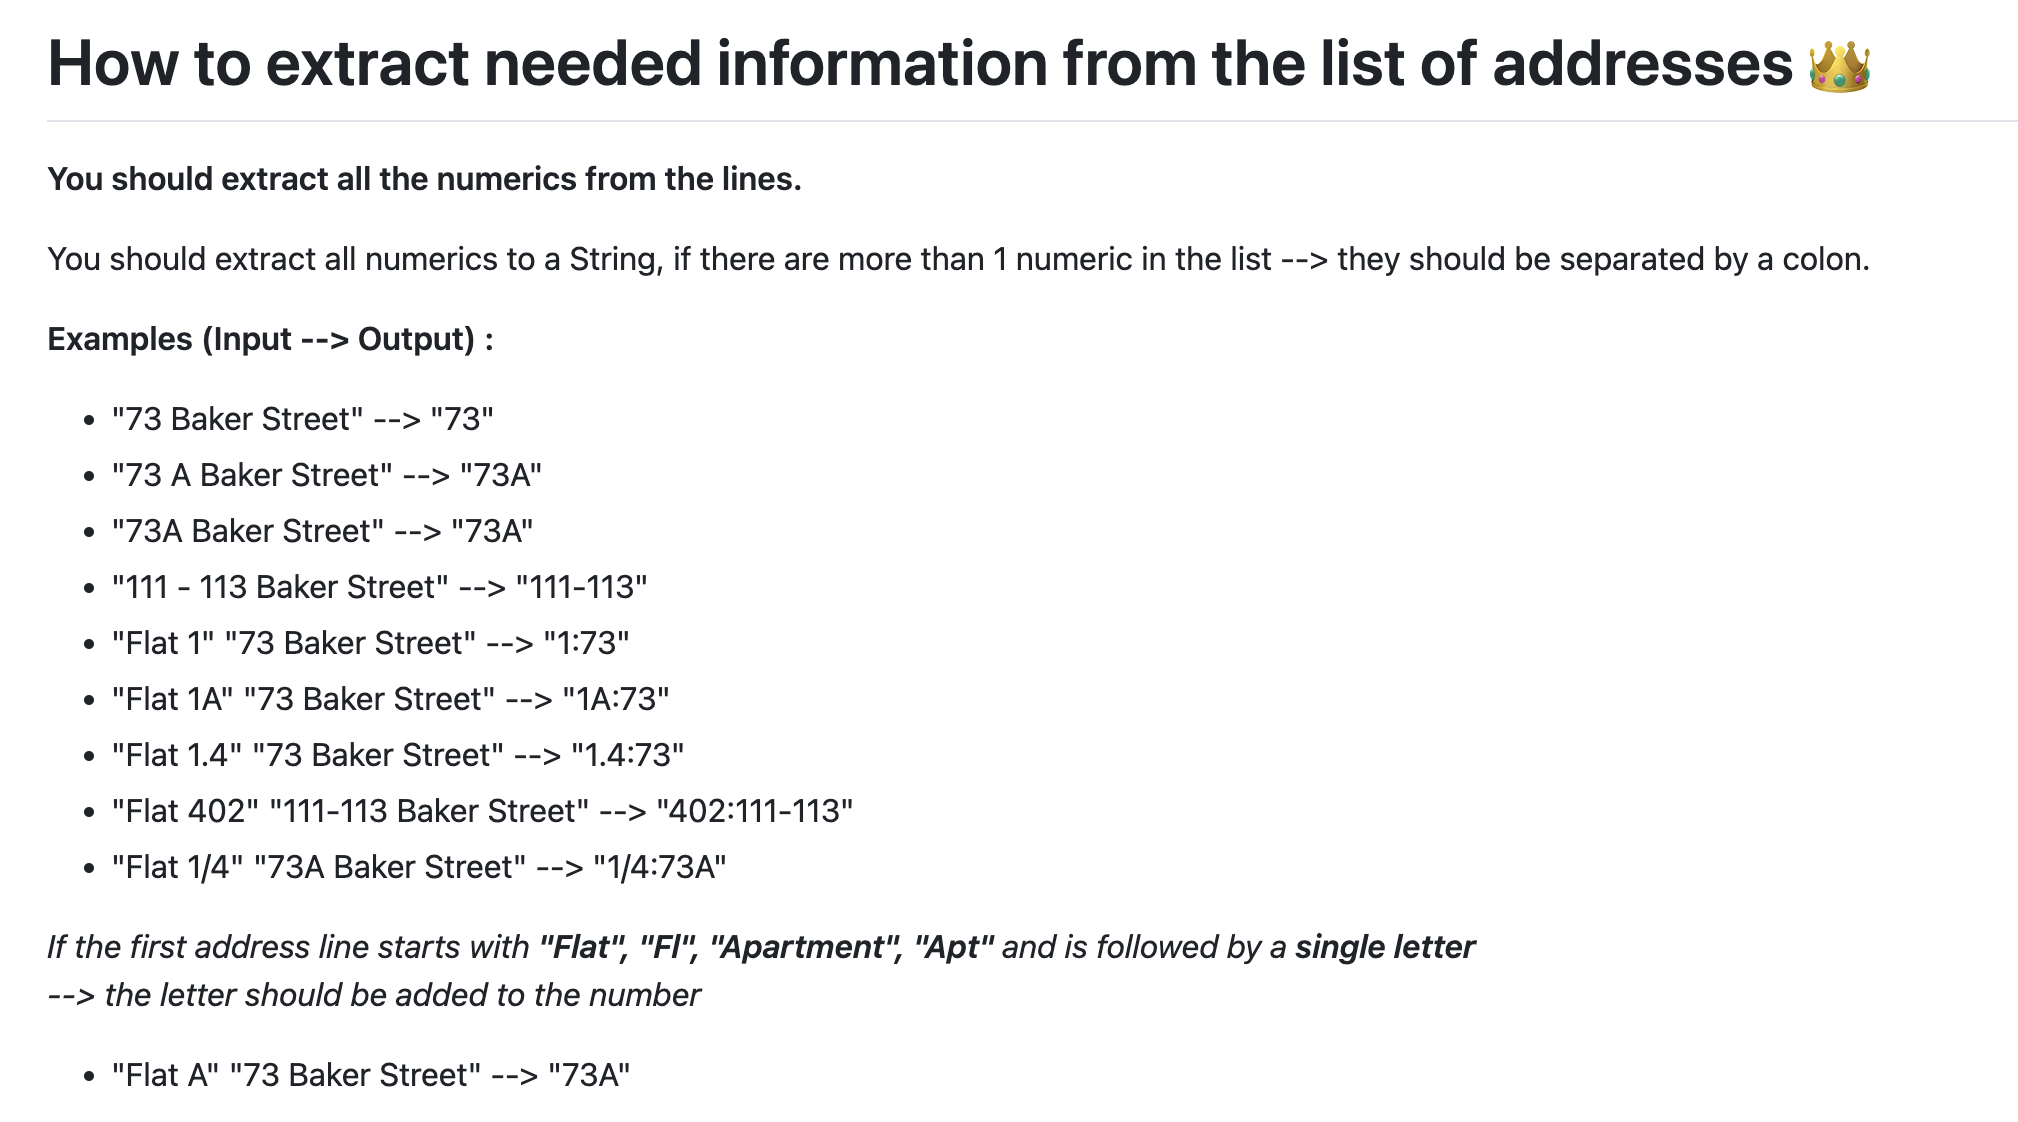 How to extract needed information from the list of addresses 👑
You should extract all the numerics from the lines.
You should extract all numerics to a String, if there are more than 1 numeric in the list --> they should be separated by a colon.
Examples (Input --> Output) :
• "73 Baker Street" --> "73"
• "73 A Baker Street" --> "73A"
• "73A Baker Street" --> "73A"
• "111 - 113 Baker Street" --> "111-113"
• "Flat 1" "73 Baker Street" --> "1:73"
• "Flat 1A" "73 Baker Street" --> "1A:73"
• "Flat 1.4" "73 Baker Street" --> "1.4:73"
• "Flat 402" "111-113 Baker Street" --> "402:111-113"
• "Flat 1/4" "73A Baker Street" --> "1/4:73A"
If the first address line starts with "Flat", "Fl", "Apartment", "Apt" and is followed by a single letter
--> the letter should be added to the number
• "Flat A" "73 Baker Street" --> "73A"